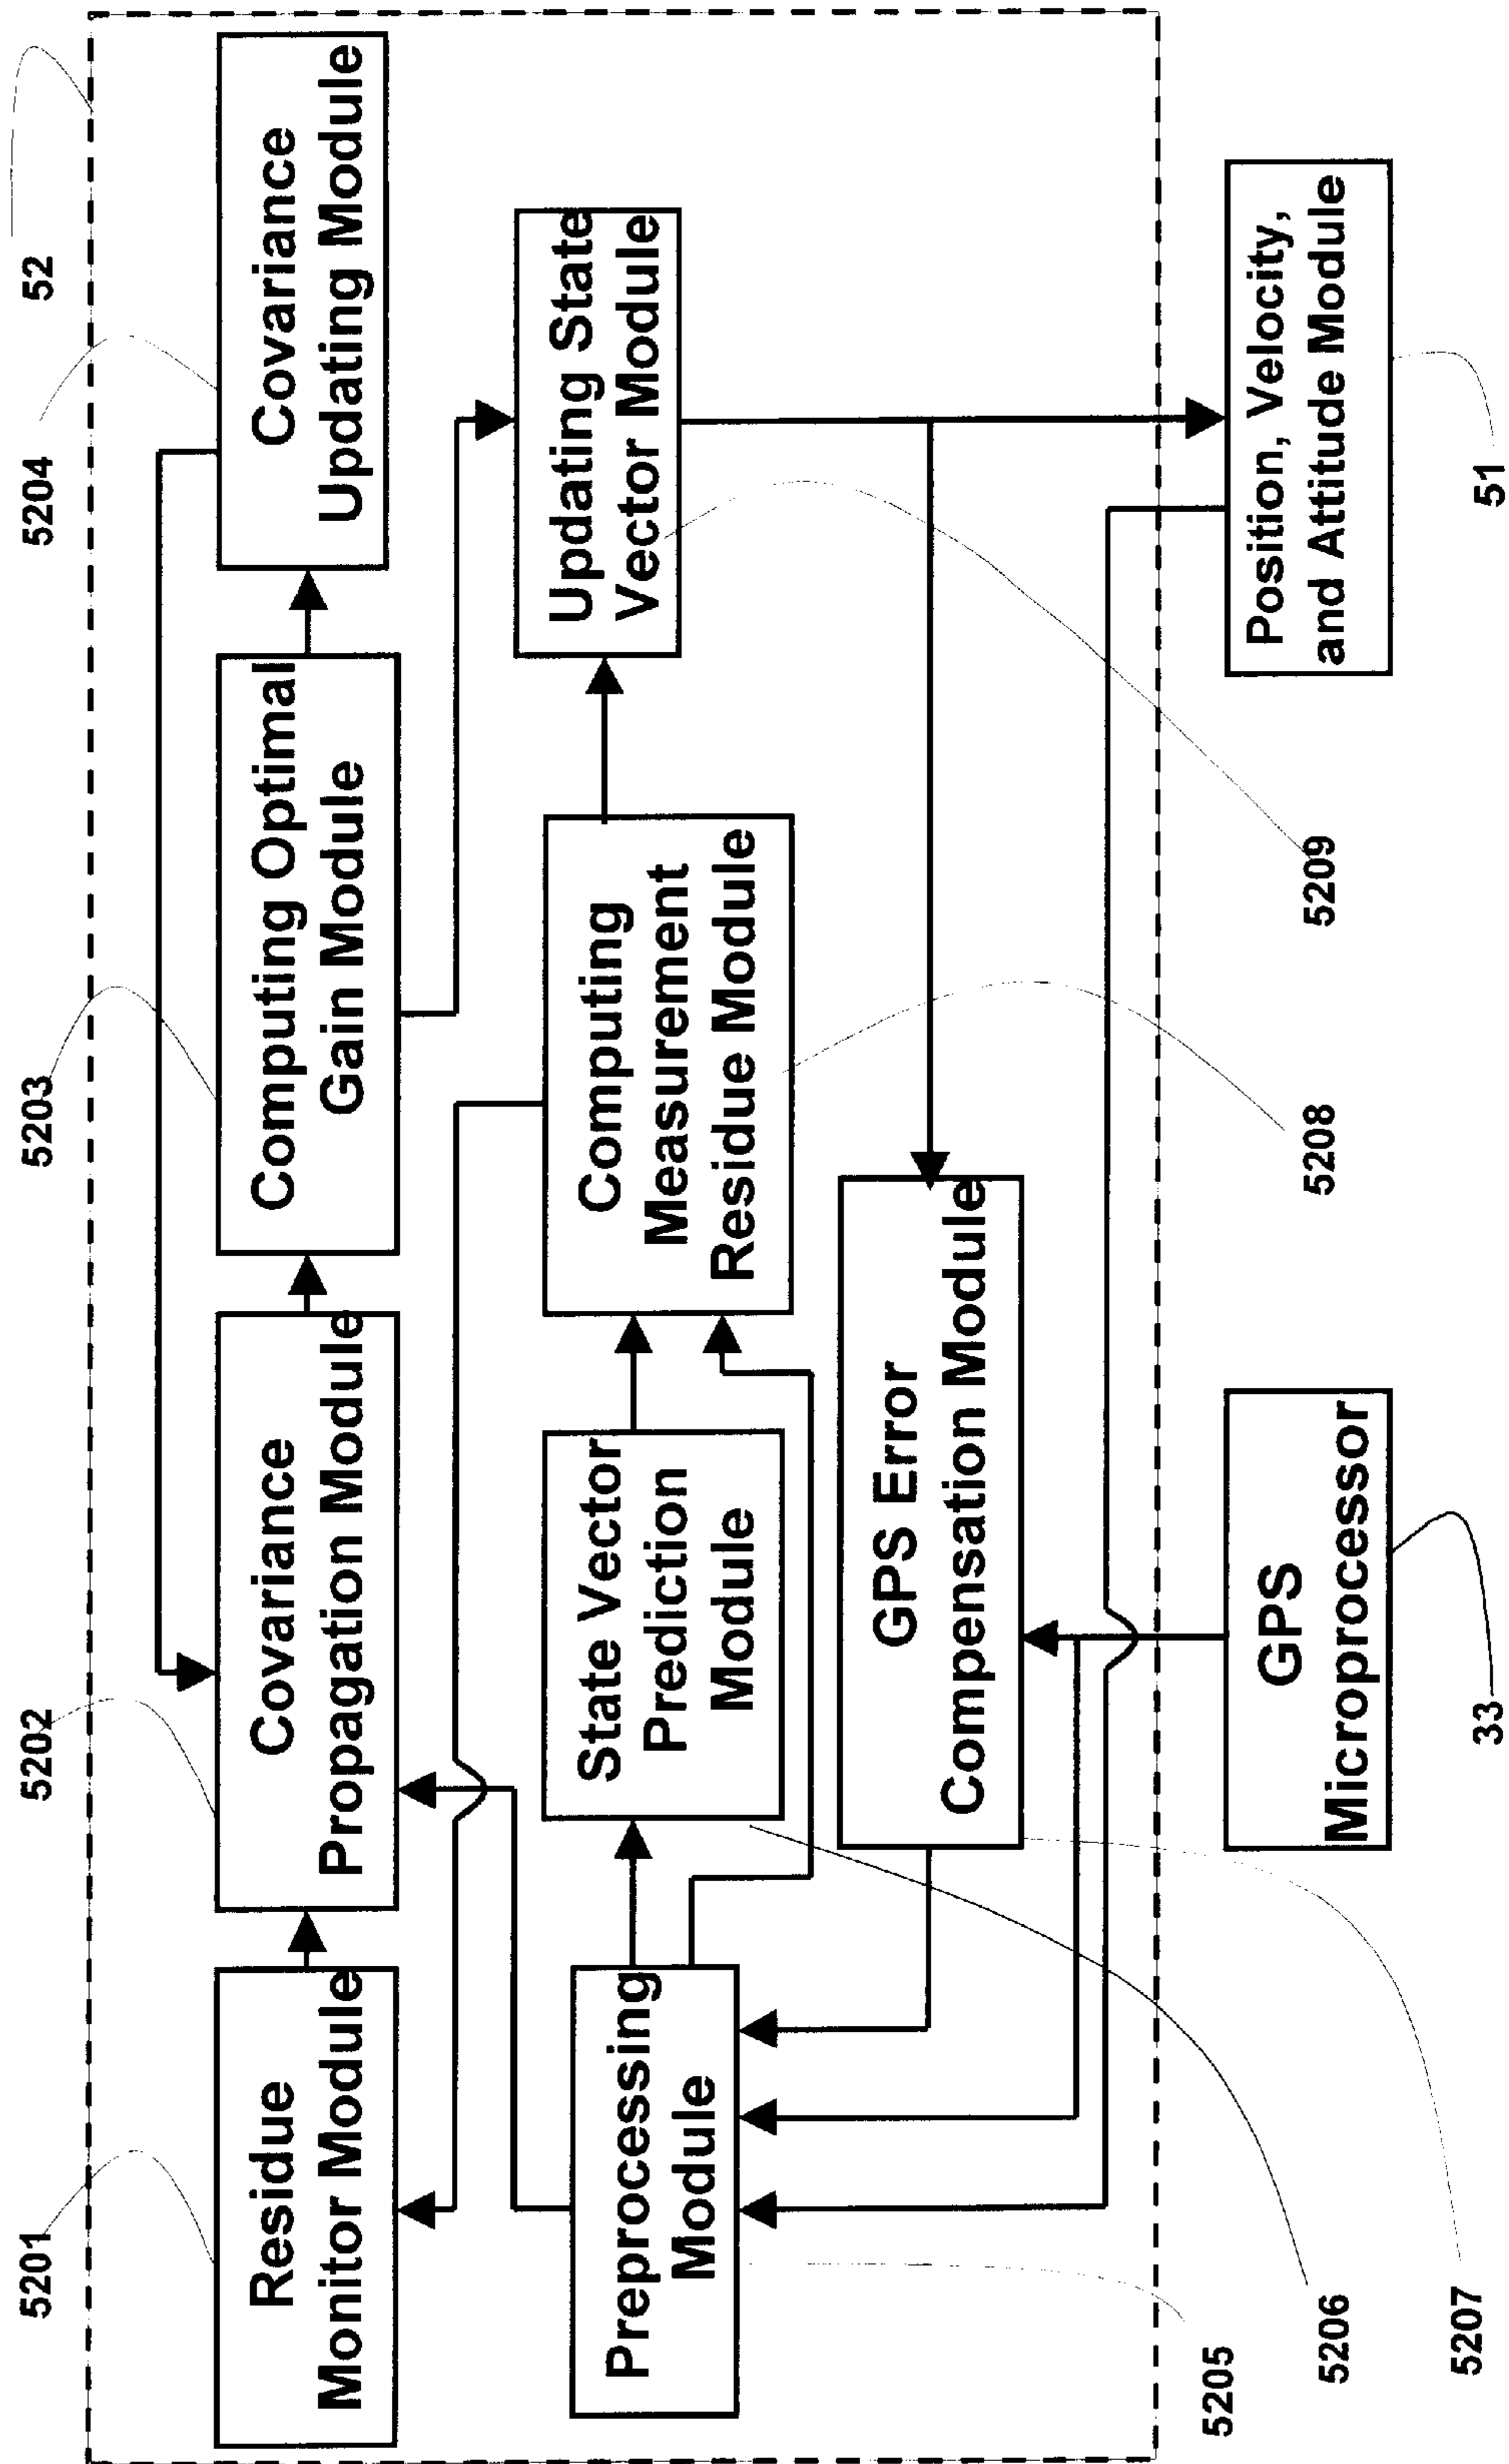 5201
5202
5203
5204
52
Residue
Monitor Module
Covariance
Propagation Module
Computing Optimal
Gain Module
Covariance
Updating Module
Preprocessing
Module
State Vector
Prediction
Module
Computing
Measurement
Residue Module
Updating State
Vector Module
GPS Error
Compensation Module
5205
5206
5207
5208
5209
GPS
Microprocessor
Position, Velocity,
and Attitude Module
33
51